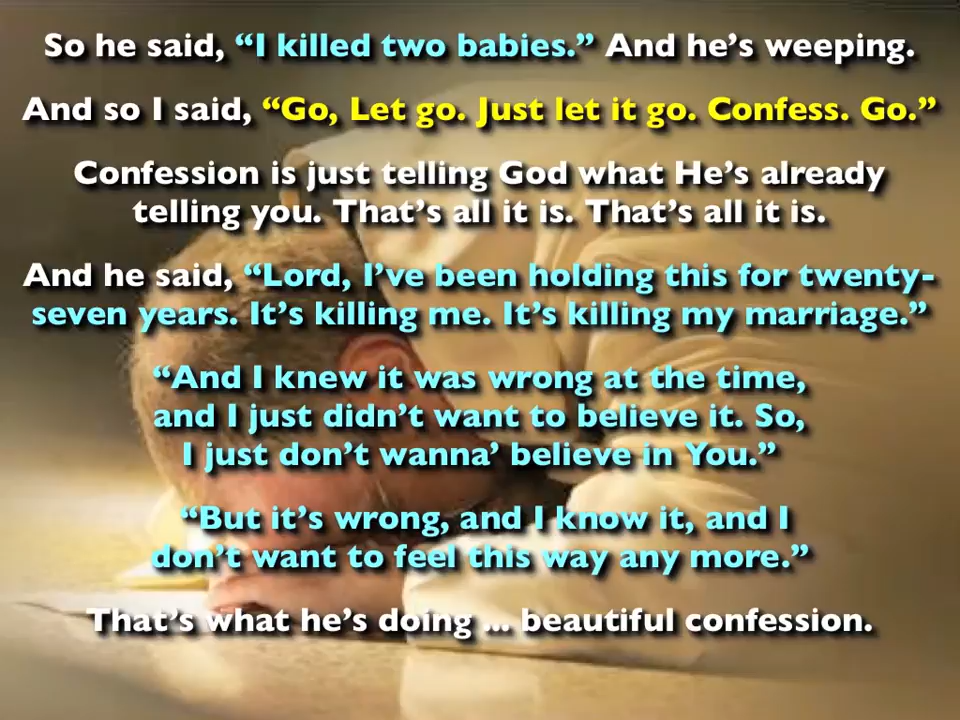 So he said, “I killed two babies.” And he’s weeping.
And so I said, “Go, Let go. Just let it go. Confess. Go.”
Confession is just telling God what He’s already
telling you. That’s all it is. That’s all it is.
And he said, “Lord, I’ve been holding this for twenty-
seven years. It’s killing me. It’s killing my marriage.”
“And I knew it was wrong at the time,
and I just didn’t want to believe it. So,
I just don’t wanna’ believe in You.”
“But it’s wrong, and I know it, and I
don’t want to feel this way any more.”
That’s what he’s doing ... beautiful confession.